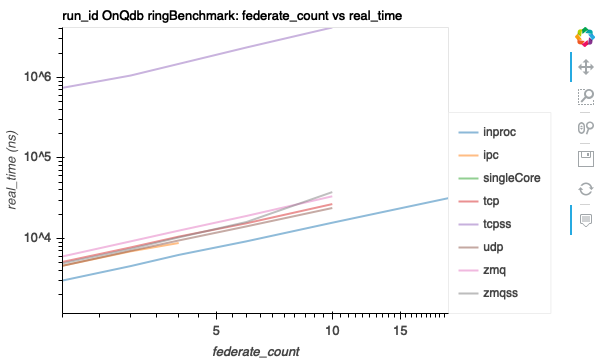 run_id OnQdb ringBenchmark: federate_count vs real_time
real_time (ns)
10^6
10^5
10^4
5
10
15
federate_count
inproc
ipc
singleCore
tcp
tcpss
udp
zmq
zmqss